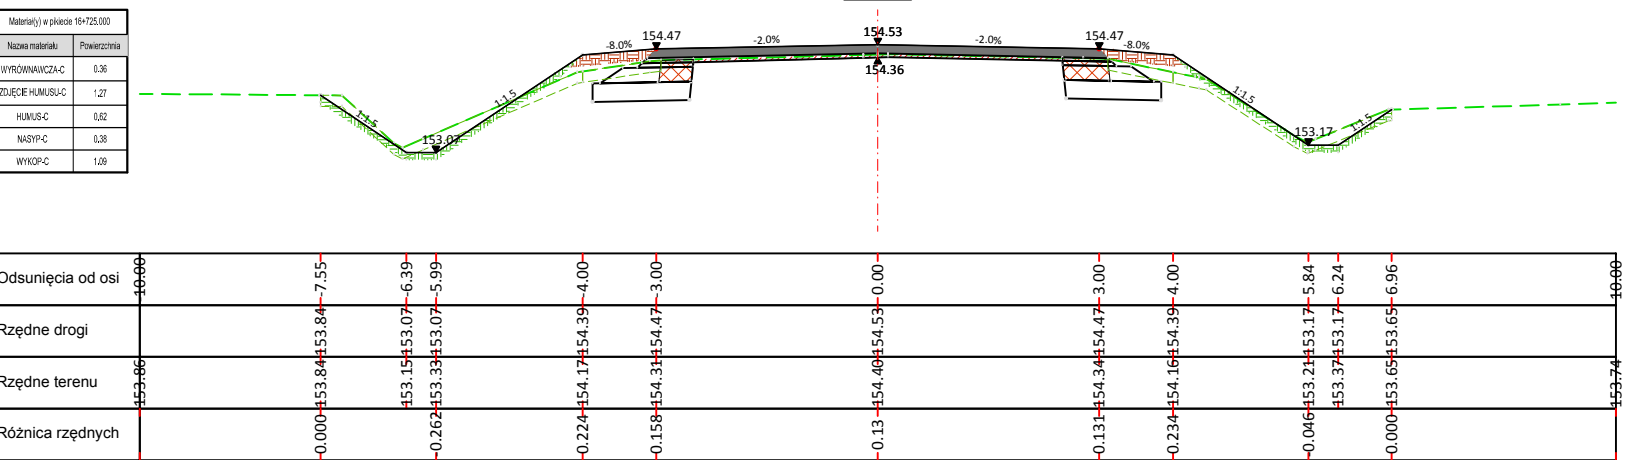 Materiał(y) w pikiecie 16+725.000
Nazwa materiału Powierzchnia
WYRÓWNAWCZA-C 0.36
ZDJĘCIE HUMUSU-C 1.27
HUMUS-C 0.62
NASYP-C 0.38
WYKOP-C 1.09
1:1.5
153.07
1:1.5
-8.0%
154.47
-2.0%
154.53
154.36
-2.0%
154.47
-8.0%
1:1.5
153.17
1:1.5
Odsunięcia od osi -10.00 -7.55 -6.39 -5.99 -4.00 -3.00 0.00 3.00 4.00 5.84 6.24 6.96 10.00
Rzędne drogi 153.84 153.07 153.07 154.39 154.47 154.53 154.47 154.39 153.17 153.17 153.65
Rzędne terenu 153.86 153.84 153.15 153.33 154.17 154.31 154.40 154.34 154.16 153.21 153.37 153.65 153.74
Różnica rzędnych 0.000 -0.262 0.224 0.158 0.13 0.131 0.234 -0.046 0.000